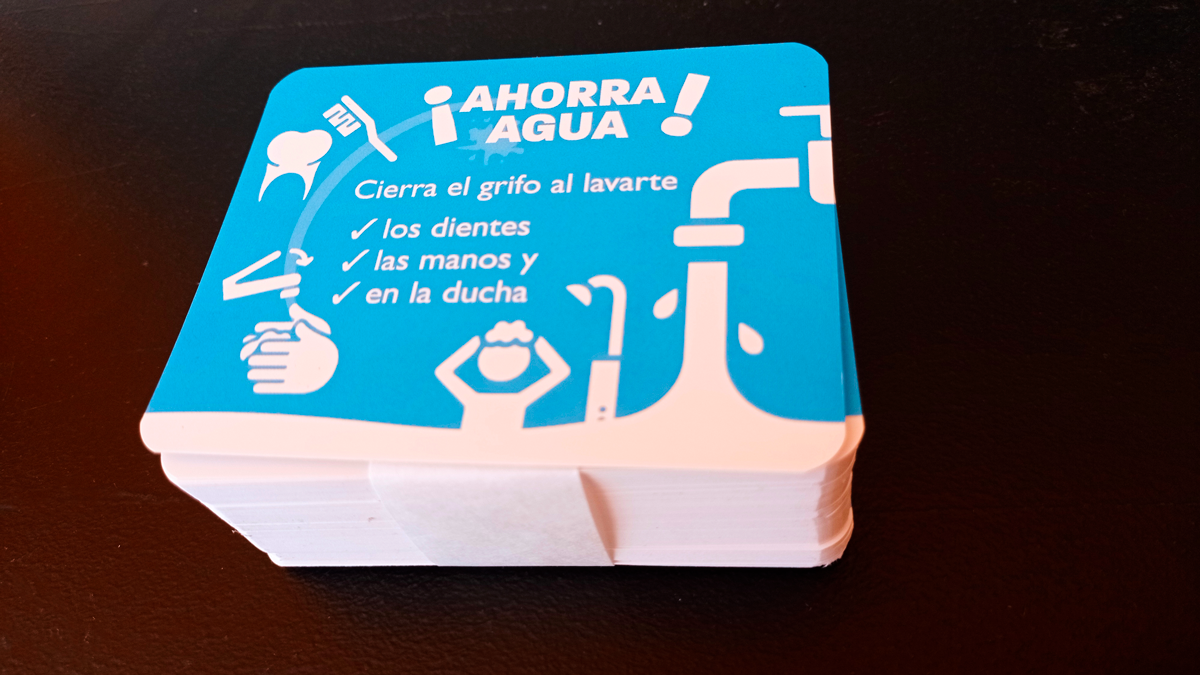 ¡AHORRA
AGUA!
Cierra el grifo al lavarte
✓ los dientes
✓ las manos y
✓ en la ducha